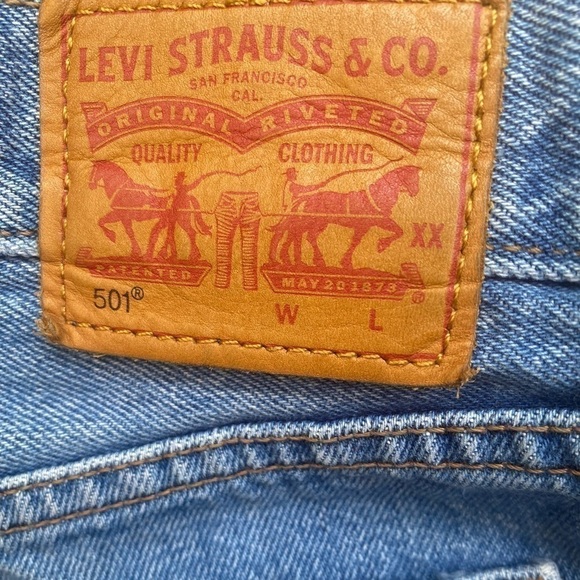 LEVI STRAUSS & CO.
SAN FRANCISCO
CAL.
ORIGINAL RIVETED
QUALITY CLOTHING
XX
PATENTED MAY 20 1873 ®
501® W L